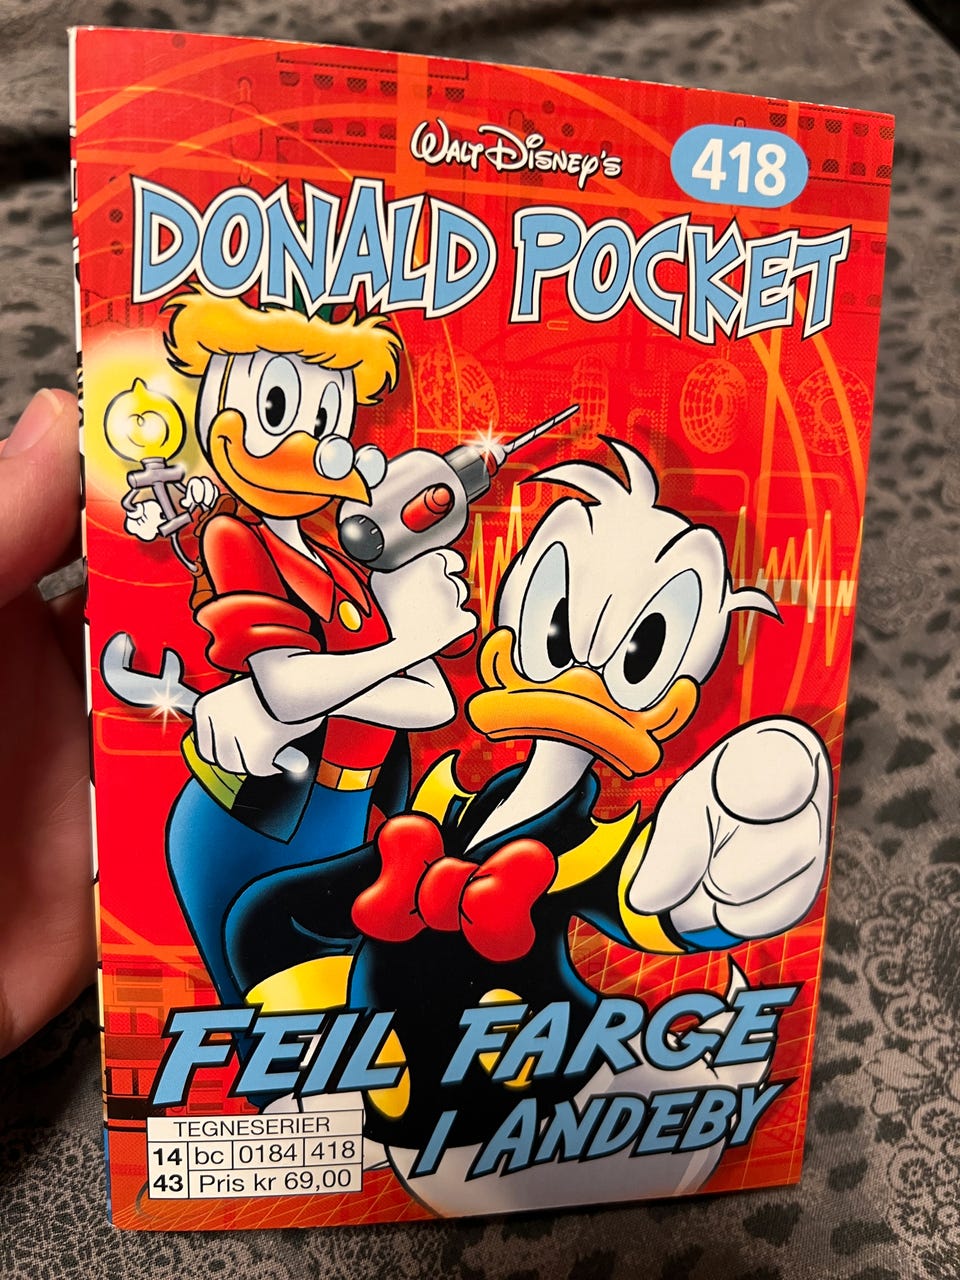 WALT DISNEY'S
418
DONALD POCKET
FEIL FARGE
I ANDEBY
TEGNESERIER
14 bc 0184 418
43 Pris kr 69,00